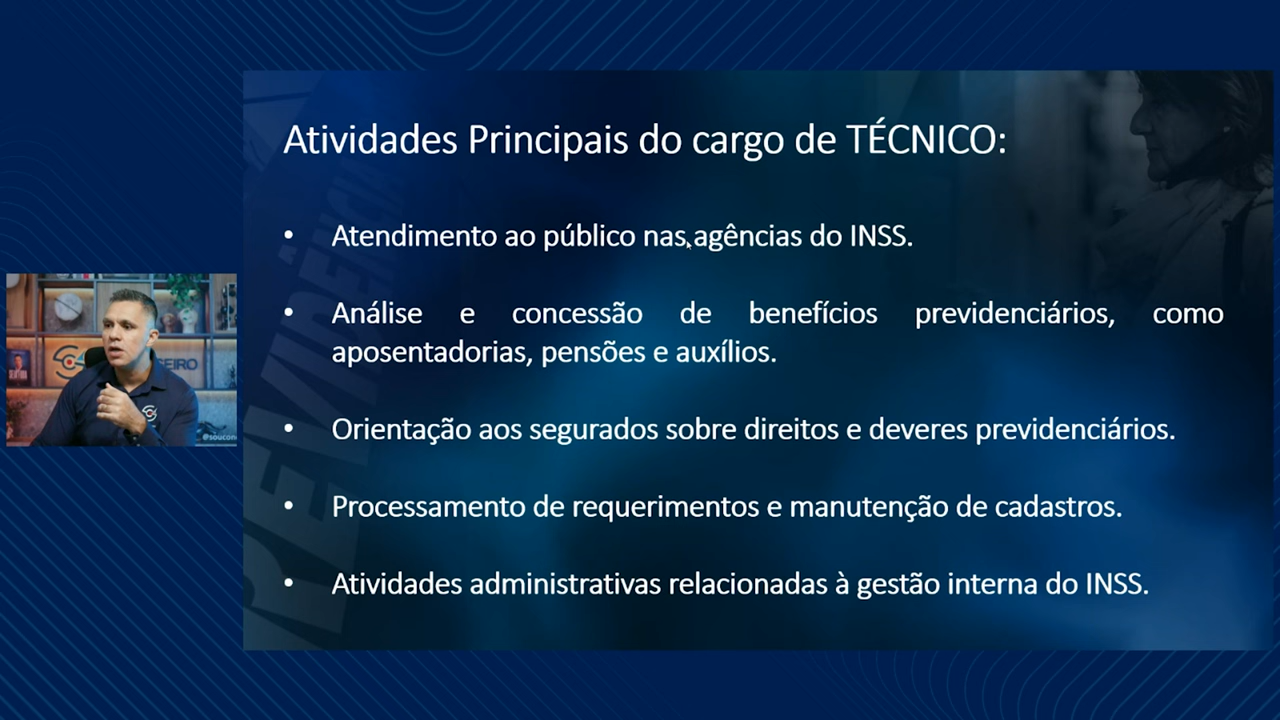 Atividades Principais do cargo de TÉCNICO:
• Atendimento ao público nas agências do INSS.
• Análise e concessão de benefícios previdenciários, como
aposentadorias, pensões e auxílios.
• Orientação aos segurados sobre direitos e deveres previdenciários.
• Processamento de requerimentos e manutenção de cadastros.
• Atividades administrativas relacionadas à gestão interna do INSS.